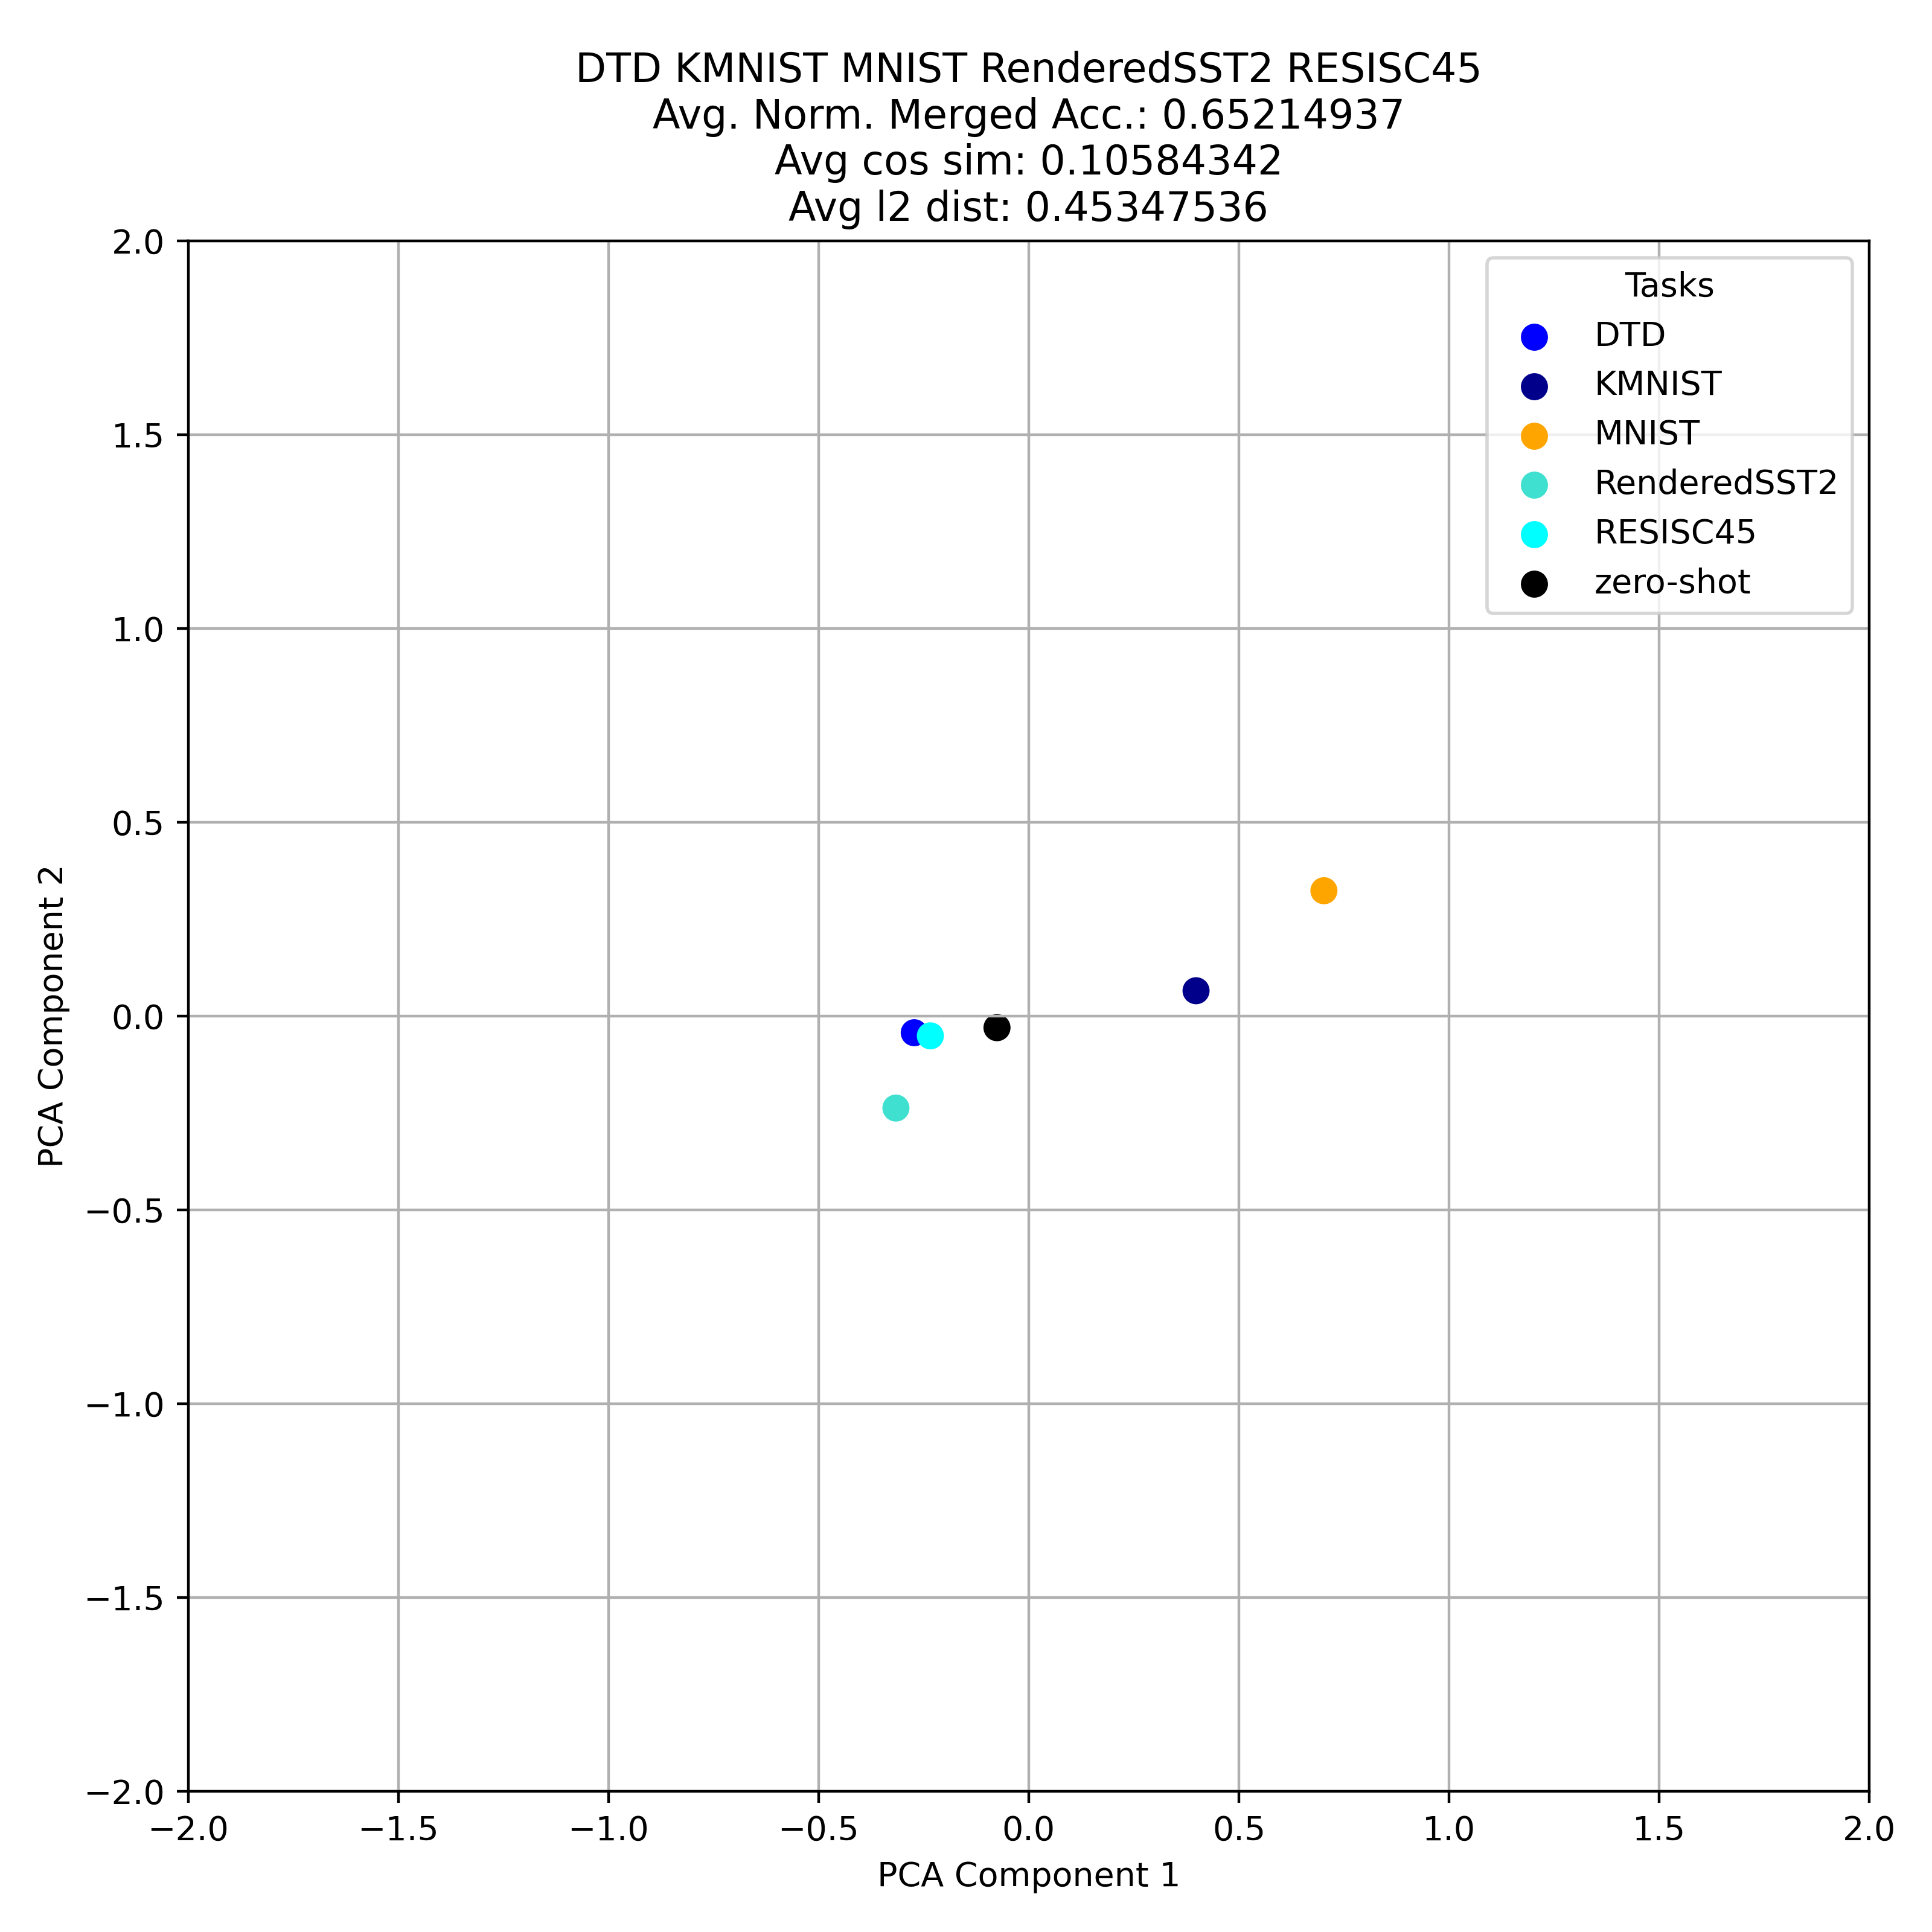 DTD KMNIST MNIST RenderedSST2 RESISC45
Avg. Norm. Merged Acc.: 0.65214937
Avg cos sim: 0.10584342
Avg l2 dist: 0.45347536
Tasks
DTD
KMNIST
MNIST
RenderedSST2
RESISC45
zero-shot
2.0
1.5
1.0
0.5
0.0
−0.5
−1.0
−1.5
−2.0
PCA Component 2
−2.0 −1.5 −1.0 −0.5 0.0 0.5 1.0 1.5 2.0
PCA Component 1